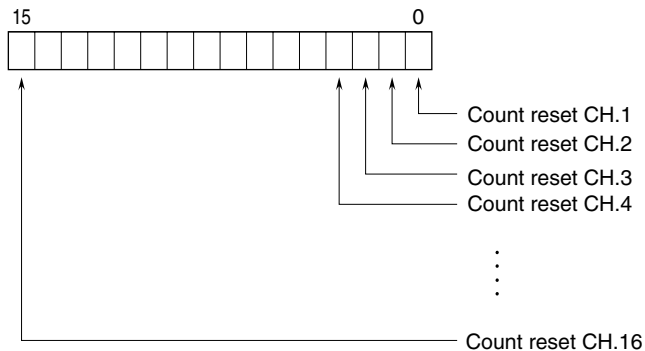 15 0
Count reset CH.1
Count reset CH.2
Count reset CH.3
Count reset CH.4
Count reset CH.16